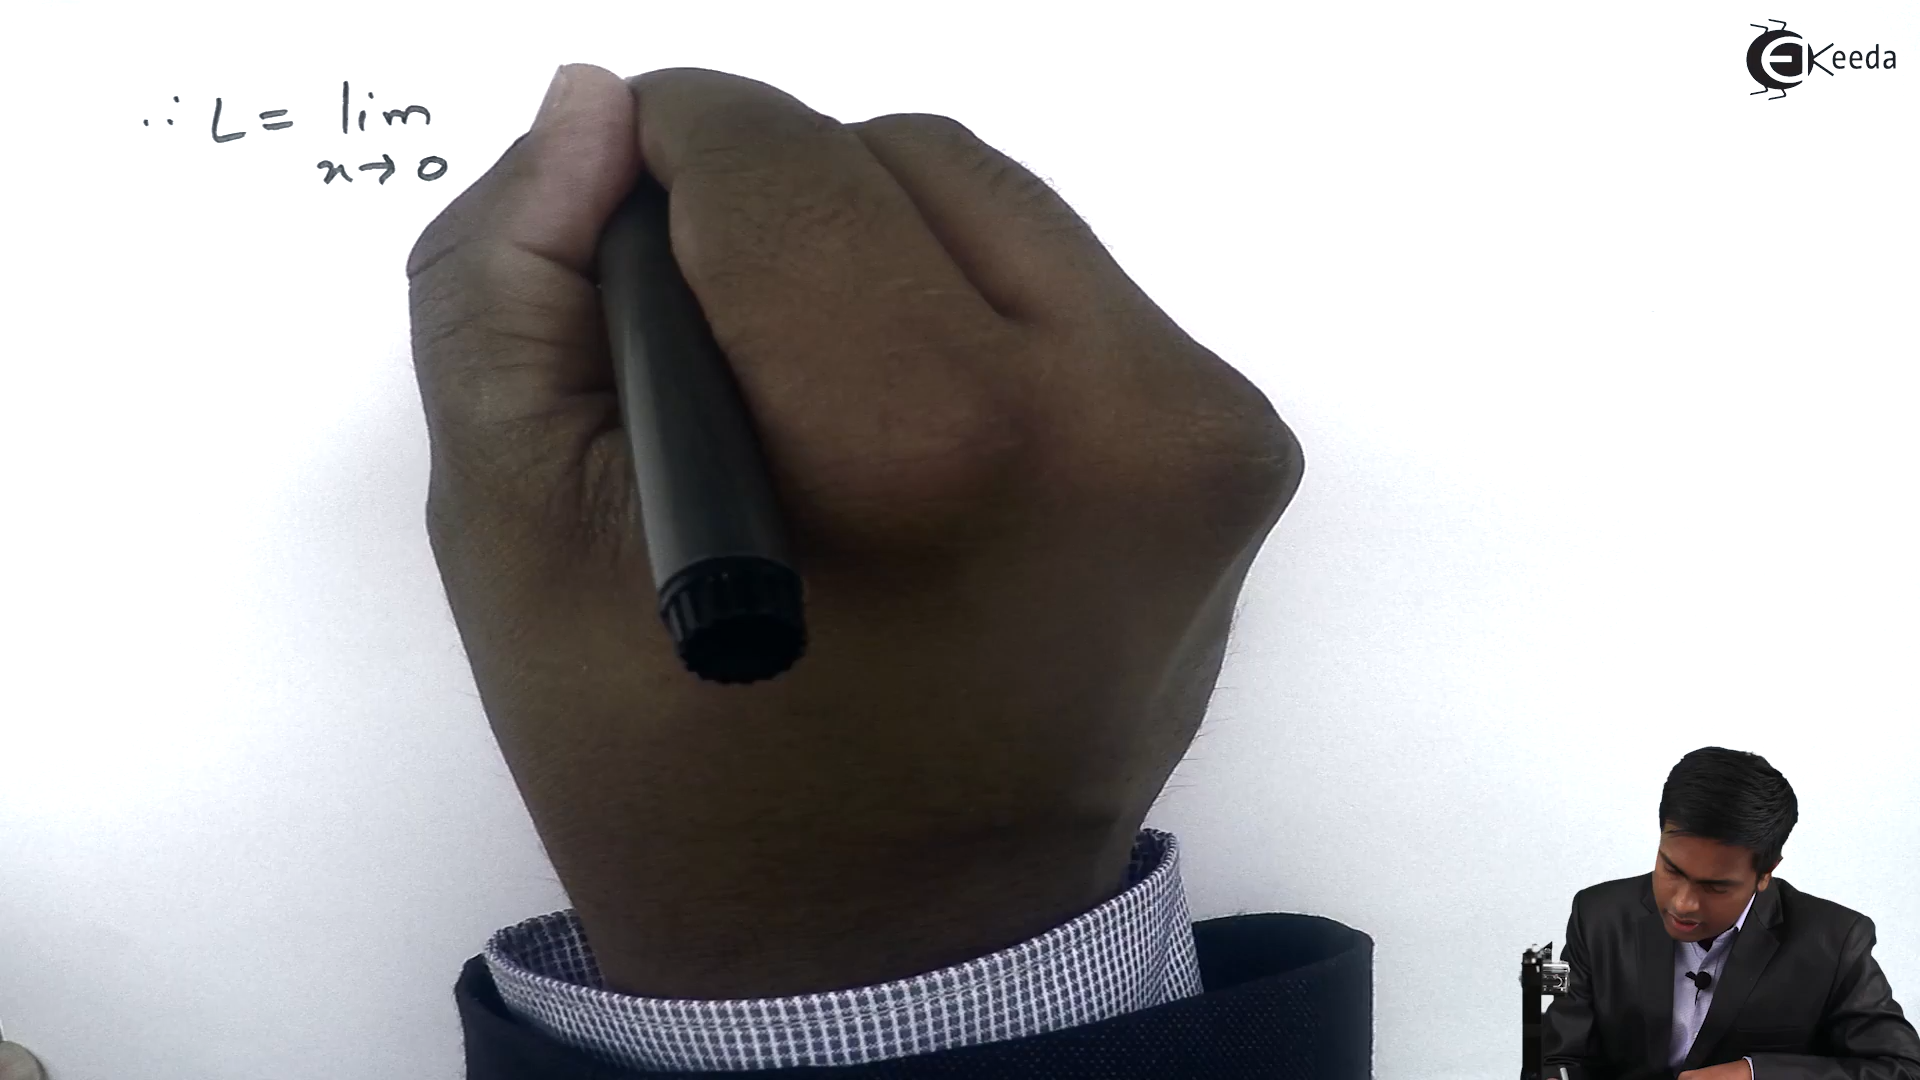 ∴ L = lim
x→0
Keeda